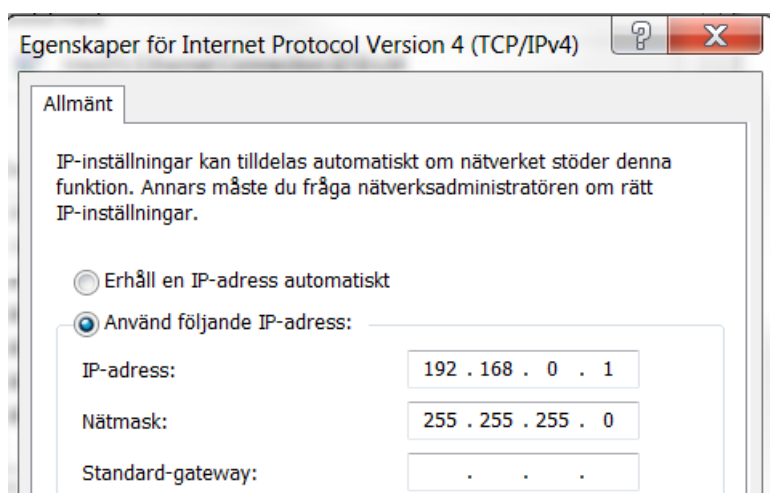 Egenskaper för Internet Protocol Version 4 (TCP/IPv4)
Allmänt
IP-inställningar kan tilldelas automatiskt om nätverket stöder denna
funktion. Annars måste du fråga nätverksadministratören om rätt
IP-inställningar.
Erhåll en IP-adress automatiskt
Använd följande IP-adress:
IP-adress: 192 . 168 . 0 . 1
Nätmask: 255 . 255 . 255 . 0
Standard-gateway: . . .